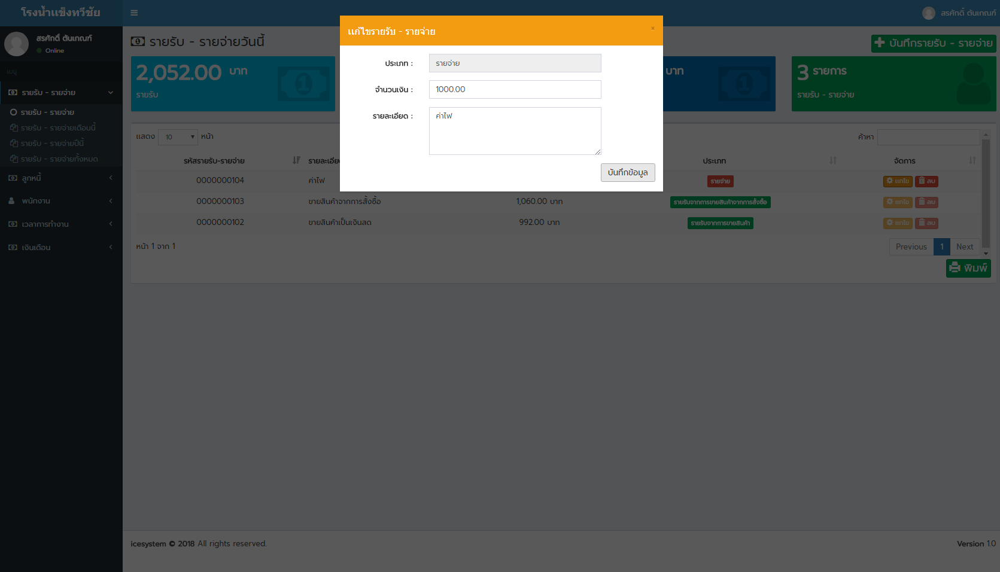 โรงน้ำแข็งทวีชัย
สรศักดิ์ ตันเกณฑ์
สรศักดิ์ ตันเกณฑ์
Online
เมนู
รายรับ - รายจ่าย
รายรับ - รายจ่าย
รายรับ - รายจ่ายเดือนนี้
รายรับ - รายจ่ายปีนี้
รายรับ - รายจ่ายทั้งหมด
ลูกหนี้
พนักงาน
เวลาการทำงาน
เงินเดือน
รายรับ - รายจ่ายวันนี้
บันทึกรายรับ - รายจ่าย
2,052.00 บาท
รายรับ
บาท
3 รายการ
รายรับ - รายจ่าย
แก้ไขรายรับ - รายจ่าย
×
ประเภท : รายจ่าย
จำนวนเงิน : 1000.00
รายละเอียด : ค่าไฟ
บันทึกข้อมูล
แสดง 10 หน้า
ค้าหา
รหัสรายรับ-รายจ่าย รายละเอีย ประเภท จัดการ
0000000104 ค่าไฟ รายจ่าย แก้ไข ลบ
0000000103 ขายสินค้าจากการสั่งซื้อ 1,060.00 บาท รายรับจากการขายสินค้าจากการสั่งซื้อ แก้ไข ลบ
0000000102 ขายสินค้าเป็นเงินสด 992.00 บาท รายรับจากการขายสินค้า แก้ไข ลบ
หน้า 1 จาก 1
Previous 1 Next
พิมพ์
icesystem © 2018 All rights reserved.
Version 1.0